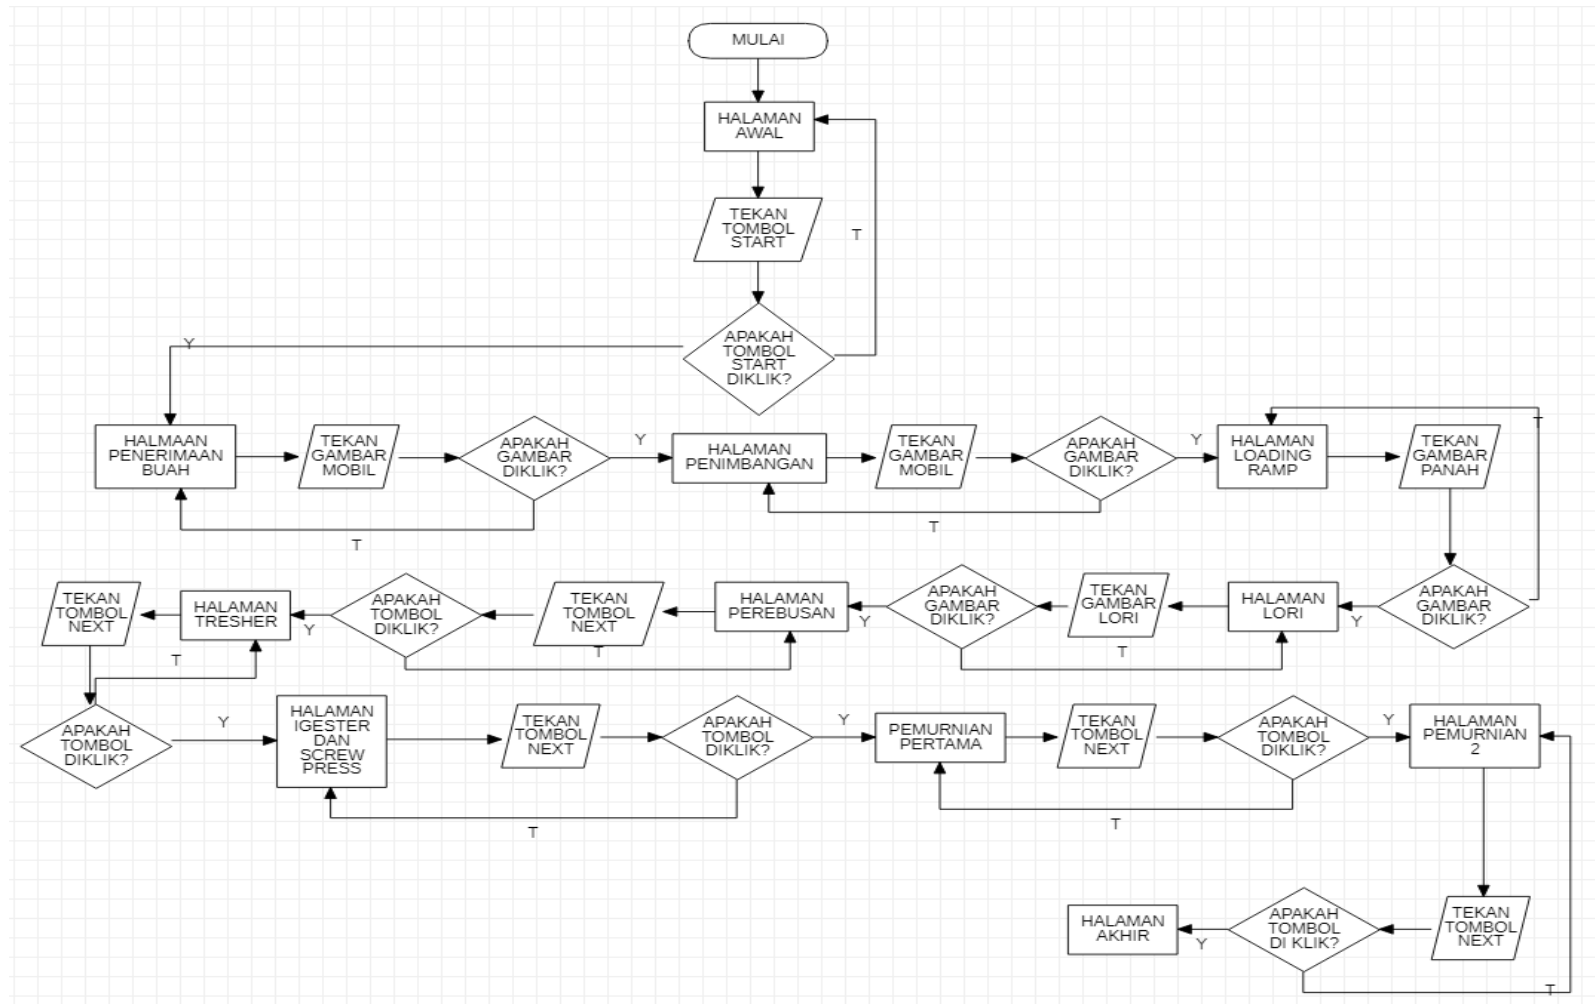 MULAI
HALAMAN
AWAL
TEKAN
TOMBOL
START
T
APAKAH
TOMBOL
START
DIKLIK?
Y
HALMAAN
PENERIMAAN
BUAH
TEKAN
GAMBAR
MOBIL
APAKAH
GAMBAR
DIKLIK?
Y
T
HALAMAN
PENIMBANGAN
TEKAN
GAMBAR
MOBIL
APAKAH
GAMBAR
DIKLIK?
Y
T
HALAMAN
LOADING
RAMP
TEKAN
GAMBAR
PANAH
T
APAKAH
GAMBAR
DIKLIK?
Y
HALAMAN
LORI
TEKAN
GAMBAR
LORI
T
APAKAH
GAMBAR
DIKLIK?
Y
HALAMAN
PEREBUSAN
TEKAN
TOMBOL
NEXT
T
APAKAH
TOMBOL
DIKLIK?
Y
HALAMAN
TRESHER
TEKAN
TOMBOL
NEXT
T
APAKAH
TOMBOL
DIKLIK?
Y
HALAMAN
IGESTER
DAN
SCREW
PRESS
TEKAN
TOMBOL
NEXT
APAKAH
TOMBOL
DIKLIK?
Y
T
PEMURNIAN
PERTAMA
TEKAN
TOMBOL
NEXT
APAKAH
TOMBOL
DIKLIK?
Y
T
HALAMAN
PEMURNIAN
2
TEKAN
TOMBOL
NEXT
APAKAH
TOMBOL
DI KLIK?
T
Y
HALAMAN
AKHIR